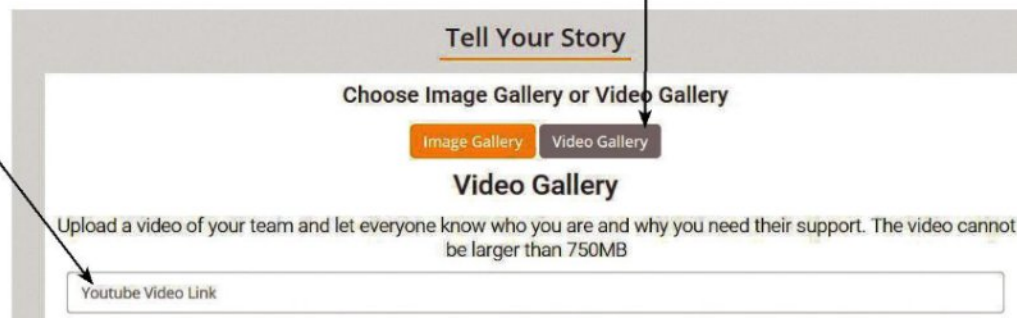 Tell Your Story
Choose Image Gallery or Video Gallery
Image Gallery Video Gallery
Video Gallery
Upload a video of your team and let everyone know who you are and why you need their support. The video cannot
be larger than 750MB
Youtube Video Link